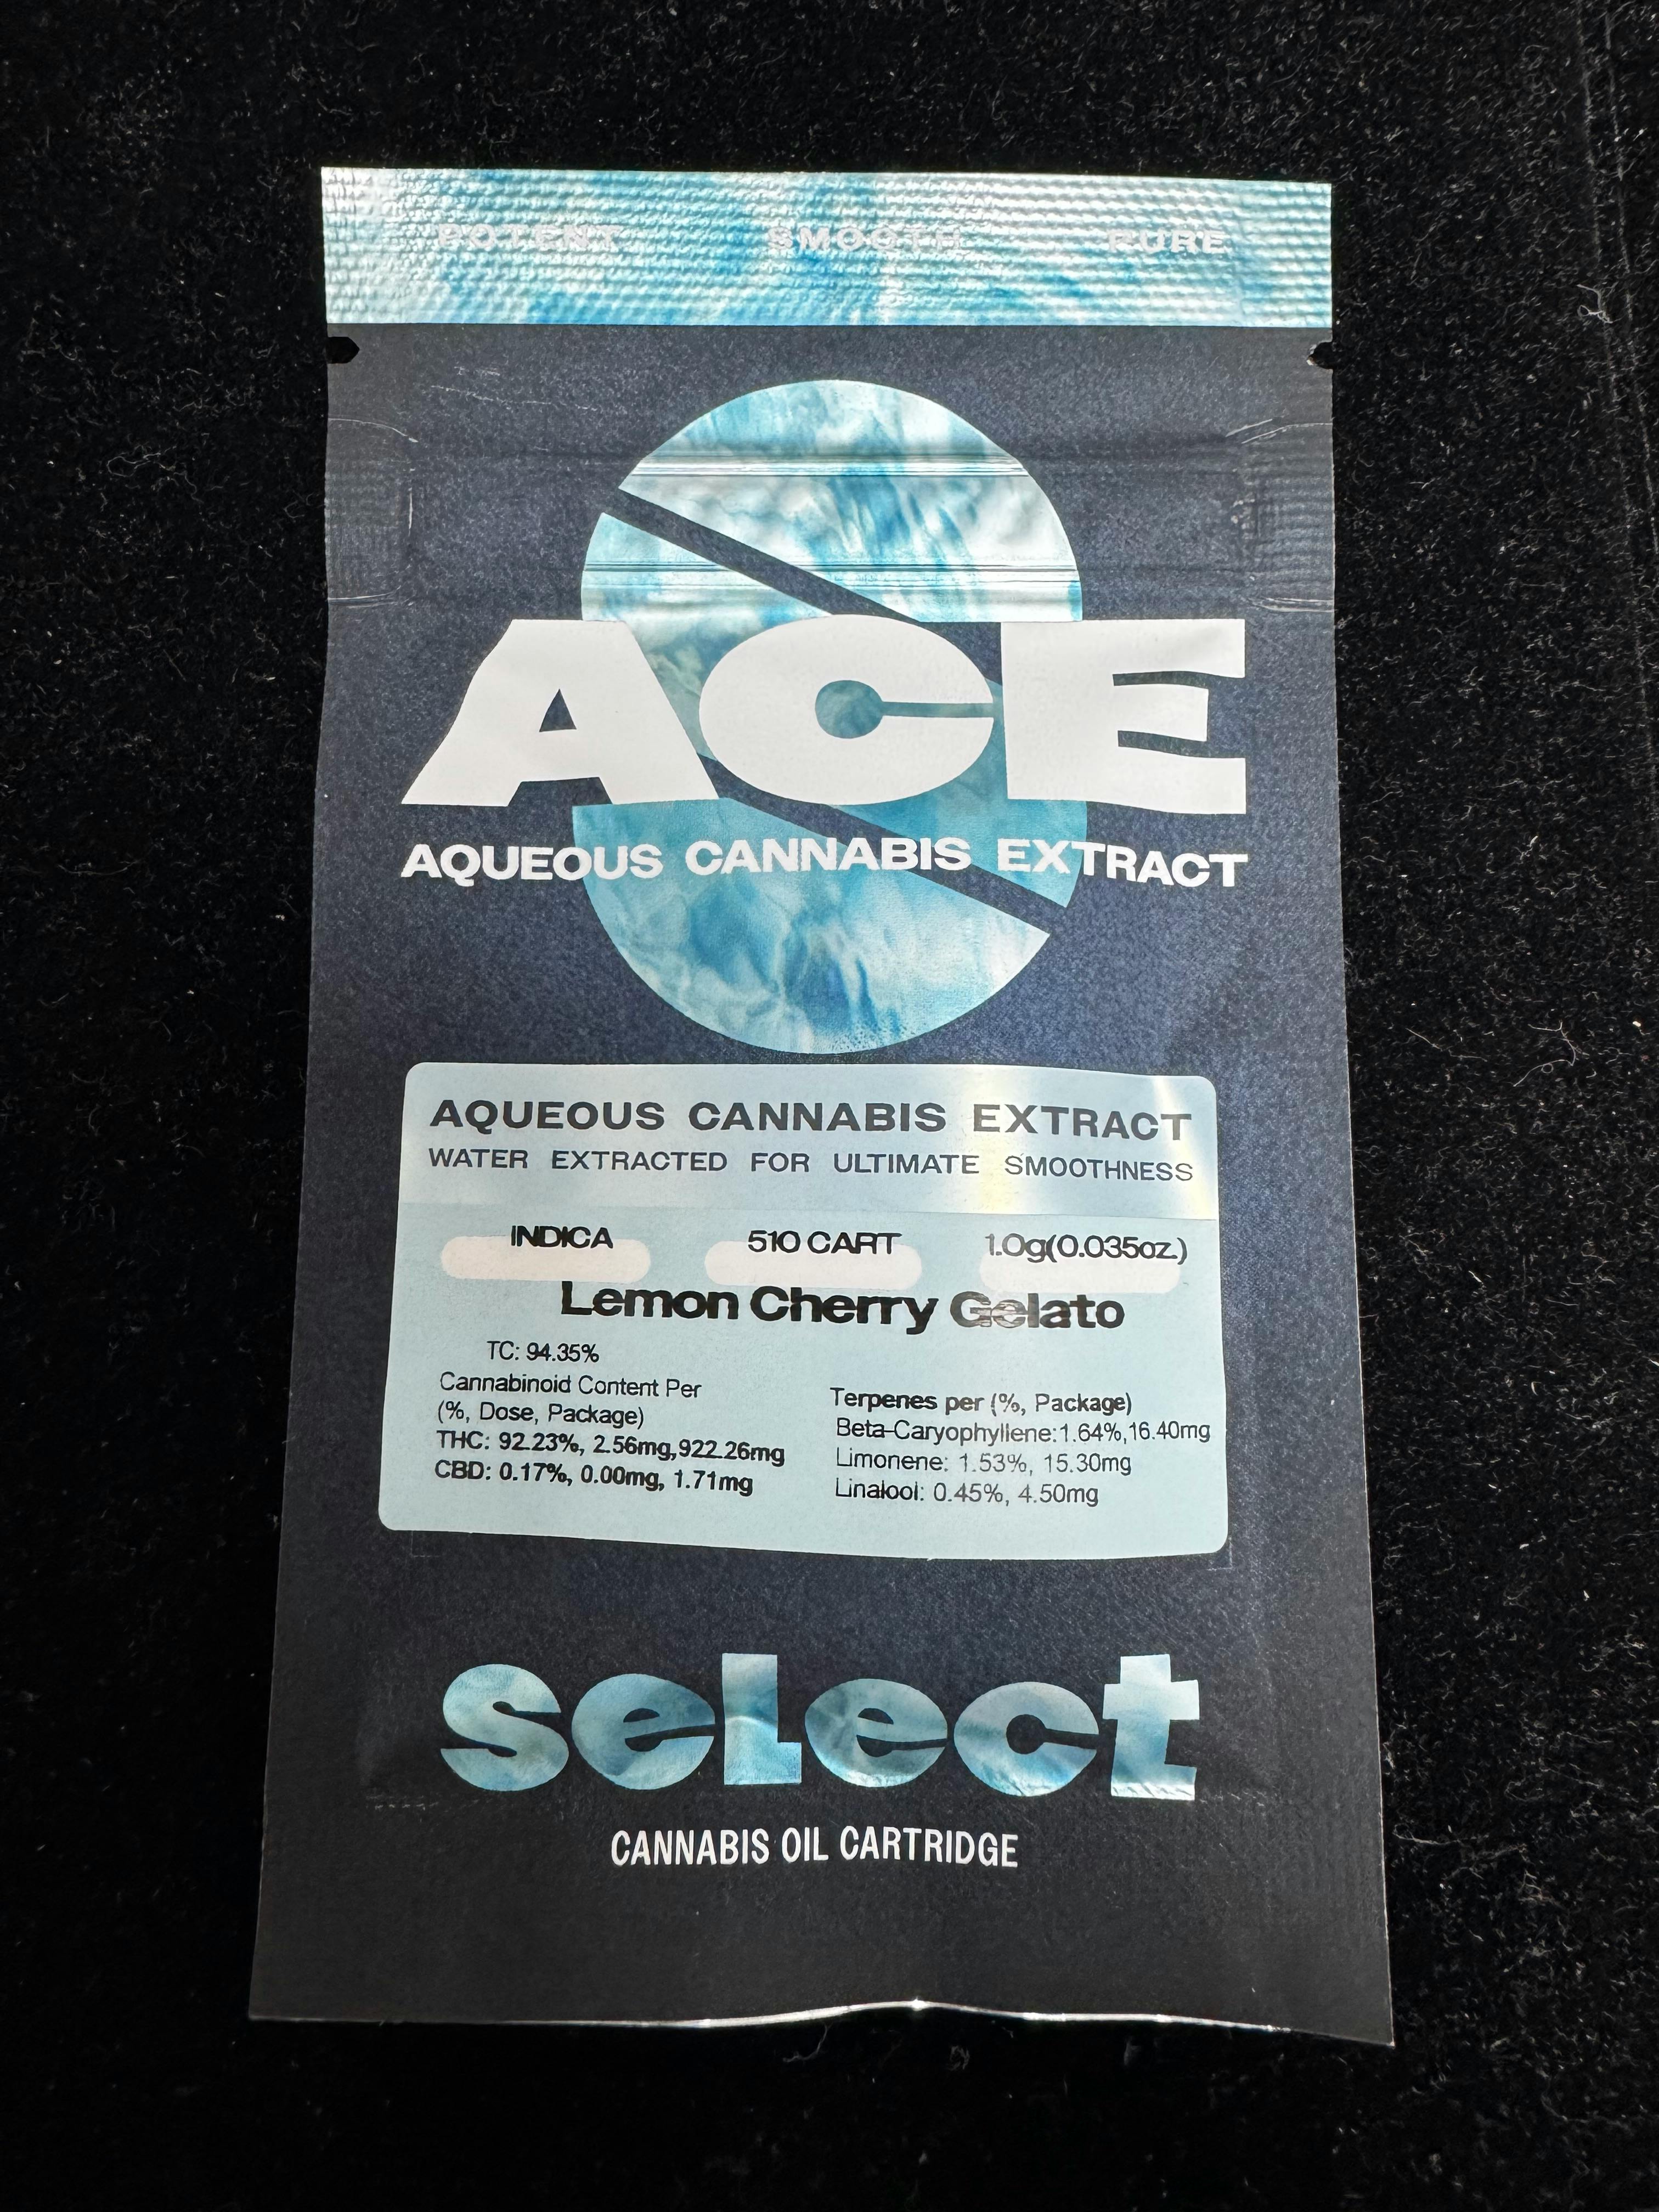 POTENT SMOOTH PURE
ACE
AQUEOUS CANNABIS EXTRACT
AQUEOUS CANNABIS EXTRACT
WATER EXTRACTED FOR ULTIMATE SMOOTHNESS
INDICA 510 CART 1.0g(0.035oz.)
Lemon Cherry Gelato
TC: 94.35%
Cannabinoid Content Per
(%, Dose, Package)
THC: 92.23%, 2.56mg,922.26mg
CBD: 0.17%, 0.00mg, 1.71mg
Terpenes per (%, Package)
Beta-Caryophyllene:1.64%,16.40mg
Limonene: 1.53%, 15.30mg
Linalool: 0.45%, 4.50mg
select
CANNABIS OIL CARTRIDGE